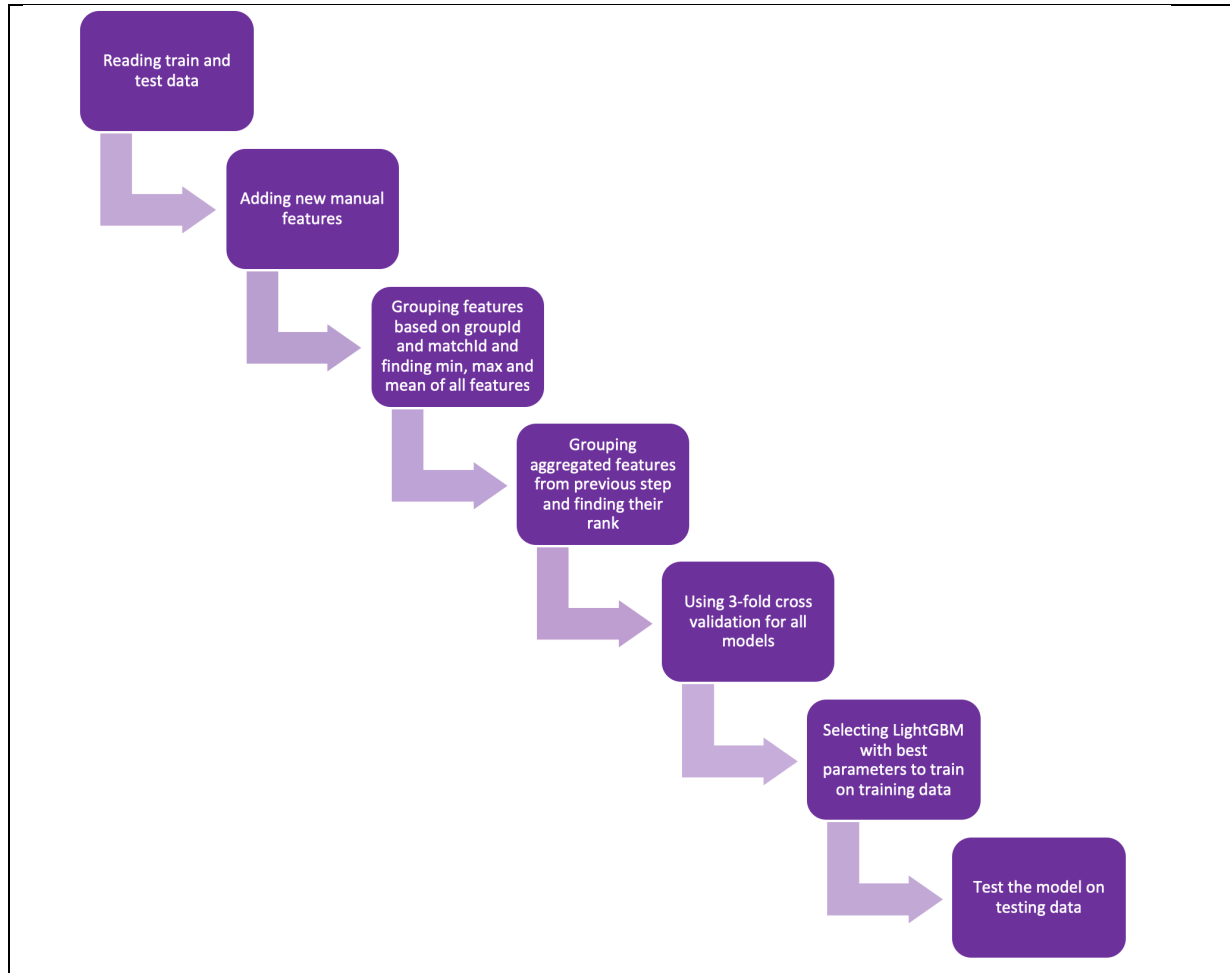 Reading train and
test data
Adding new manual
features
Grouping features
based on groupId
and matchId and
finding min, max and
mean of all features
Grouping
aggregated features
from previous step
and finding their
rank
Using 3-fold cross
validation for all
models
Selecting LightGBM
with best
parameters to train
on training data
Test the model on
testing data